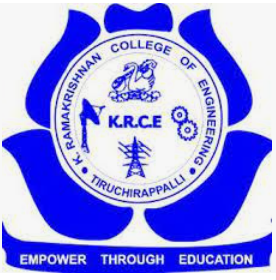 K. RAMAKRISHNAN COLLEGE OF ENGINEERING
K.R.C.E
TIRUCHIRAPPALLI
EMPOWER THROUGH EDUCATION